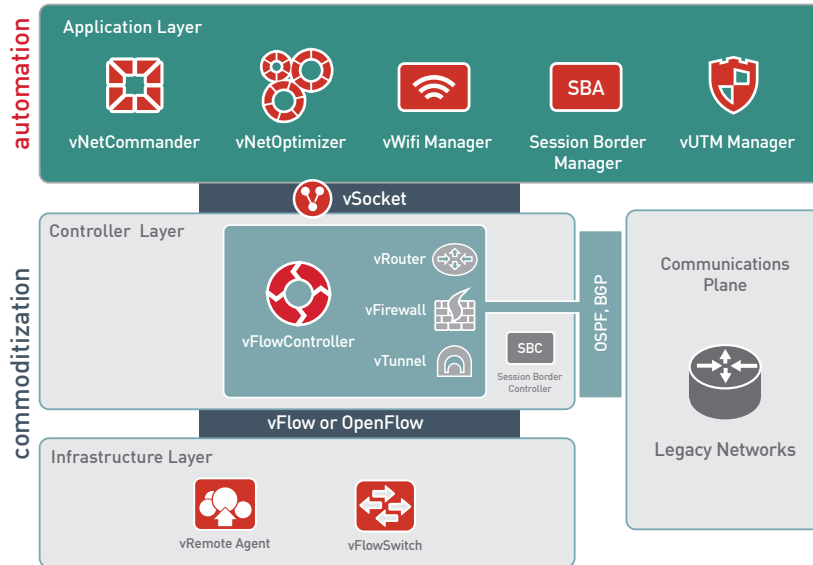 automation
Application Layer
vNetCommander
vNetOptimizer
vWifi Manager
SBA
Session Border
Manager
vUTM Manager
vSocket
commoditization
Controller Layer
vFlowController
vRouter
vFirewall
vTunnel
SBC
Session Border
Controller
OSPF, BGP
Communications
Plane
Legacy Networks
vFlow or OpenFlow
Infrastructure Layer
vRemote Agent
vFlowSwitch